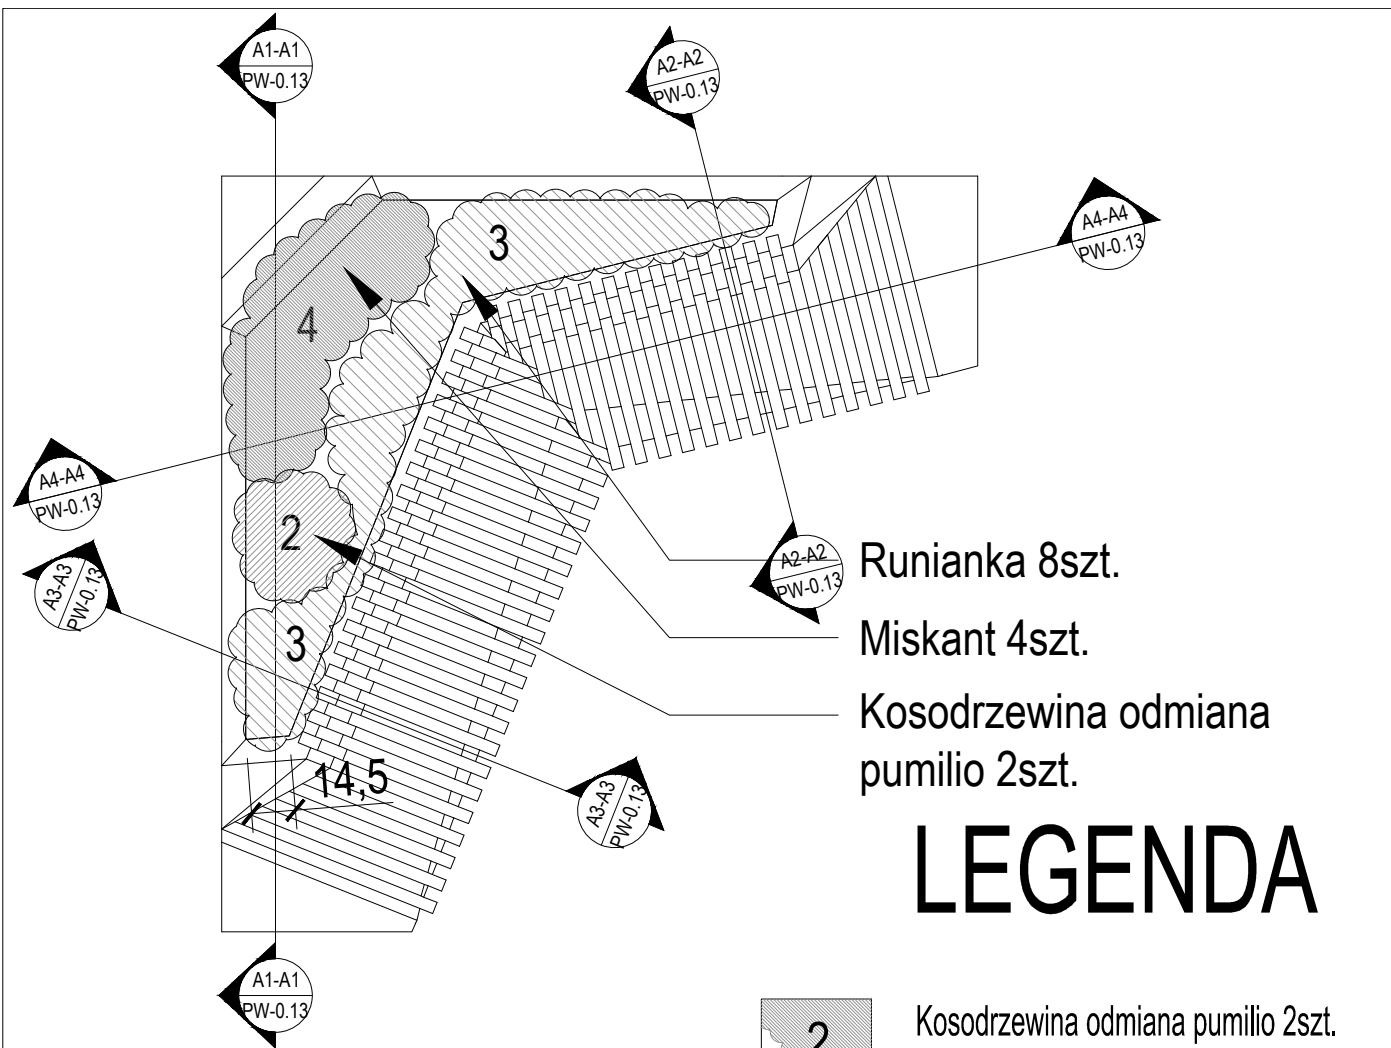 A1-A1
PW-0.13
A2-A2
PW-0.13
A4-A4
PW-0.13
3
4
A4-A4
PW-0.13
2
A3-A3
PW-0.13
A2-A2
PW-0.13
Runianka 8szt.
Miskant 4szt.
3
Kosodrzewina odmiana
pumilio 2szt.
14,5
A3-A3
PW-0.13
LEGENDA
A1-A1
PW-0.13
2
Kosodrzewina odmiana pumilio 2szt.